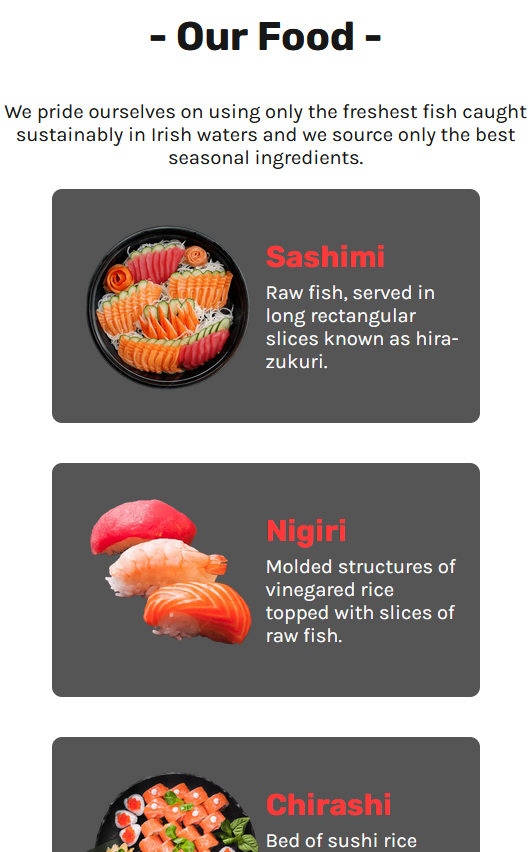 - Our Food -
We pride ourselves on using only the freshest fish caught
sustainably in Irish waters and we source only the best
seasonal ingredients.
Sashimi
Raw fish, served in
long rectangular
slices known as hira-
zukuri.
Nigiri
Molded structures of
vinegared rice
topped with slices of
raw fish.
Chirashi
Bed of sushi rice